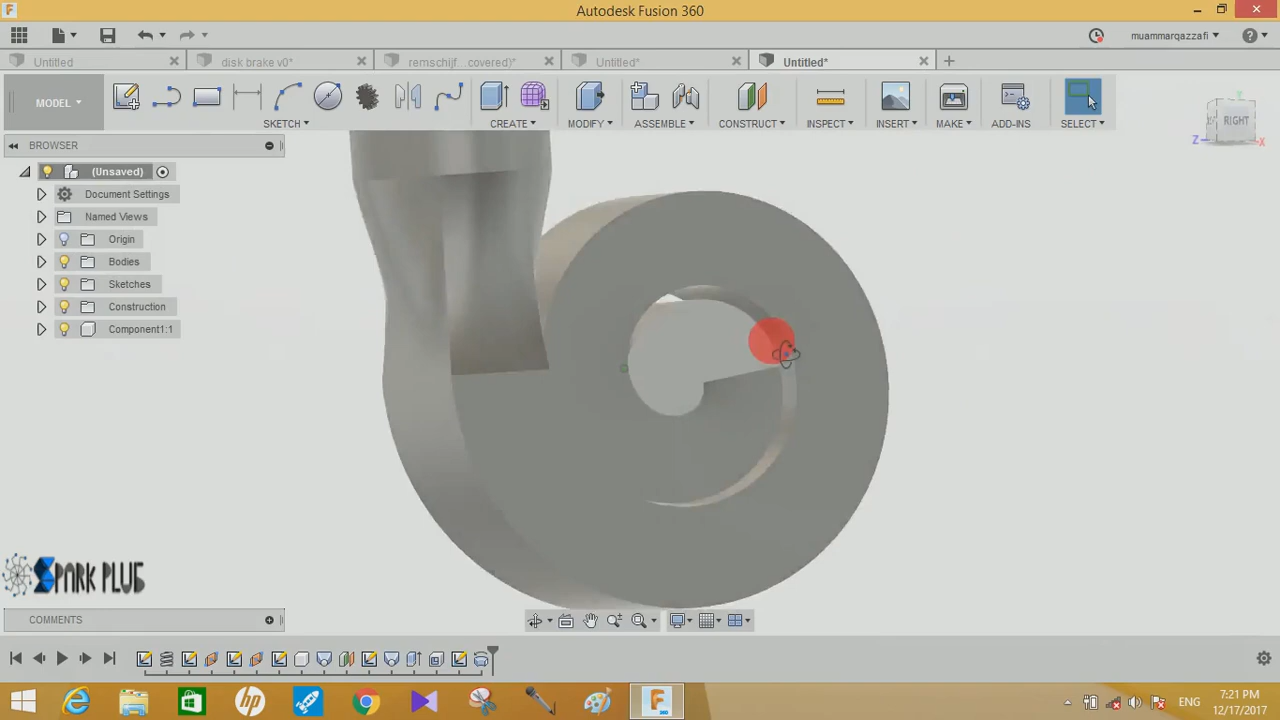 Autodesk Fusion 360
muammarqazzafi
Untitled
disk brake v0*
remschijf ...covered)*
Untitled*
Untitled*
MODEL
SKETCH
CREATE
MODIFY
ASSEMBLE
CONSTRUCT
INSPECT
INSERT
MAKE
ADD-INS
SELECT
RIGHT
Z
X
BROWSER
(Unsaved)
Document Settings
Named Views
Origin
Bodies
Sketches
Construction
Component1:1
SPARK PLUG
COMMENTS
360
ENG
7:21 PM
12/17/2017